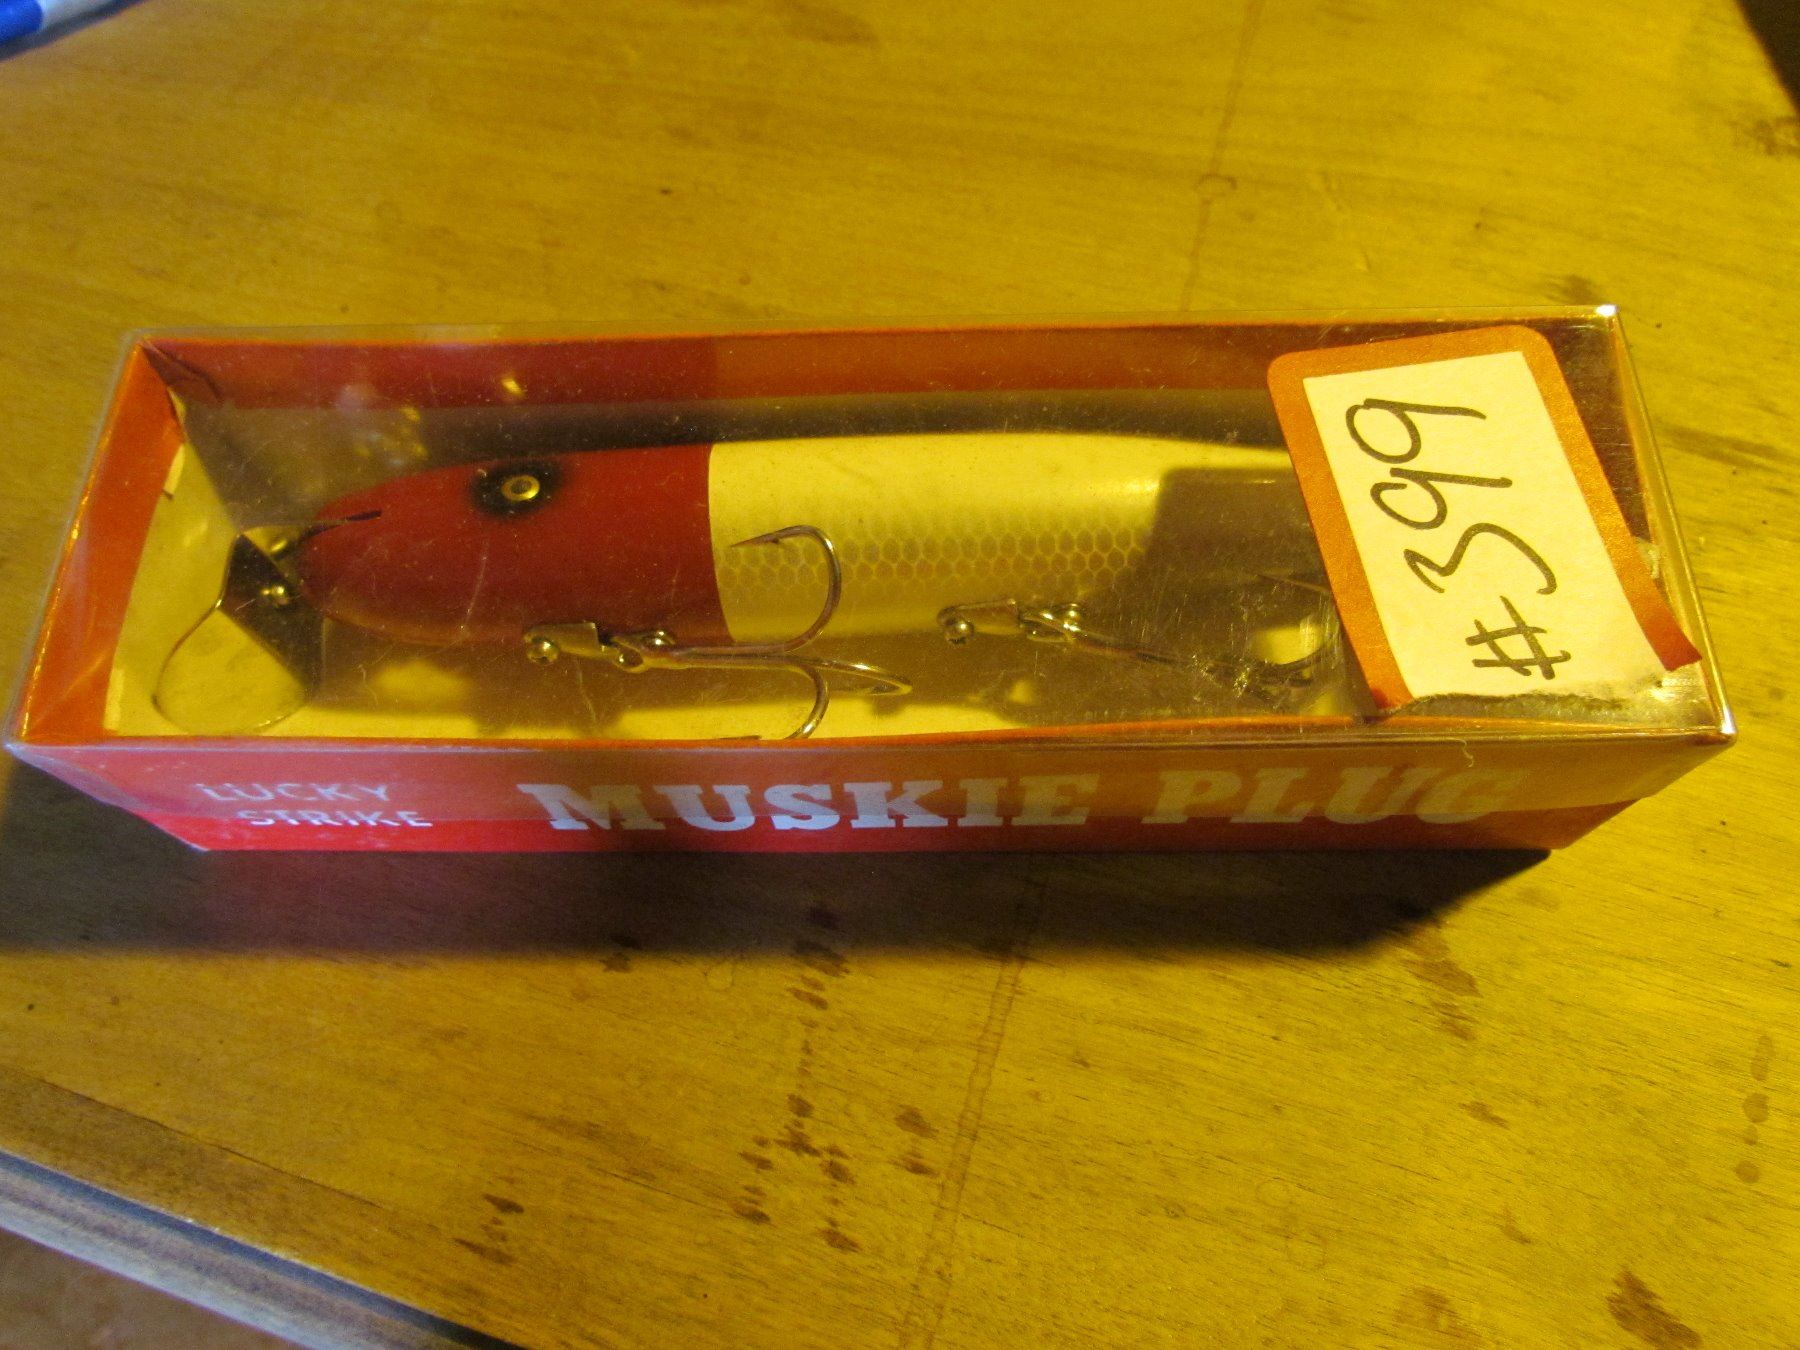 #399
LUCKY
STRIKE
MUSKIE PLUG